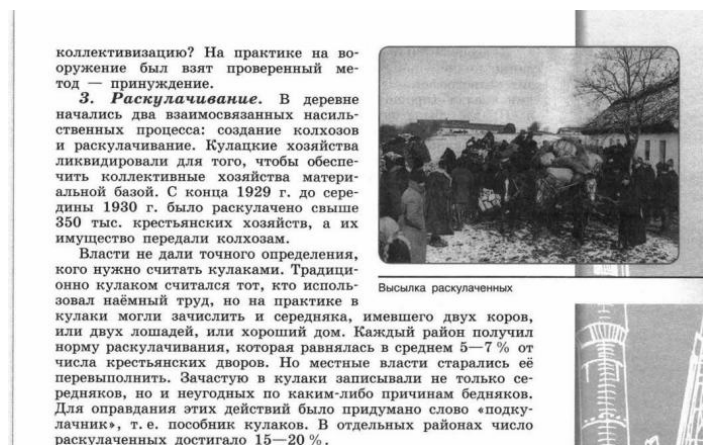 коллективизацию? На практике на во-
оружение был взят проверенный ме-
тод — принуждение.
3. Раскулачивание. В деревне
начались два взаимосвязанных насиль-
ственных процесса: создание колхозов
и раскулачивание. Кулацкие хозяйства
ликвидировали для того, чтобы обеспе-
чить коллективные хозяйства матери-
альной базой. С конца 1929 г. до сере-
дины 1930 г. было раскулачено свыше
350 тыс. крестьянских хозяйств, а их
имущество передали колхозам.
Власти не дали точного определения,
кого нужно считать кулаками. Традици-
онно кулаком считался тот, кто исполь-
зовал наёмный труд, но на практике в
кулаки могли зачислить и середняка, имевшего двух коров,
или двух лошадей, или хороший дом. Каждый район получил
норму раскулачивания, которая равнялась в среднем 5—7 % от
числа крестьянских дворов. Но местные власти старались её
перевыполнить. Зачастую в кулаки записывали не только се-
редняков, но и неугодных по каким-либо причинам бедняков.
Для оправдания этих действий было придумано слово «подку-
лачник», т. е. пособник кулаков. В отдельных районах число
раскулаченных достигало 15—20 %.
Высылка раскулаченных